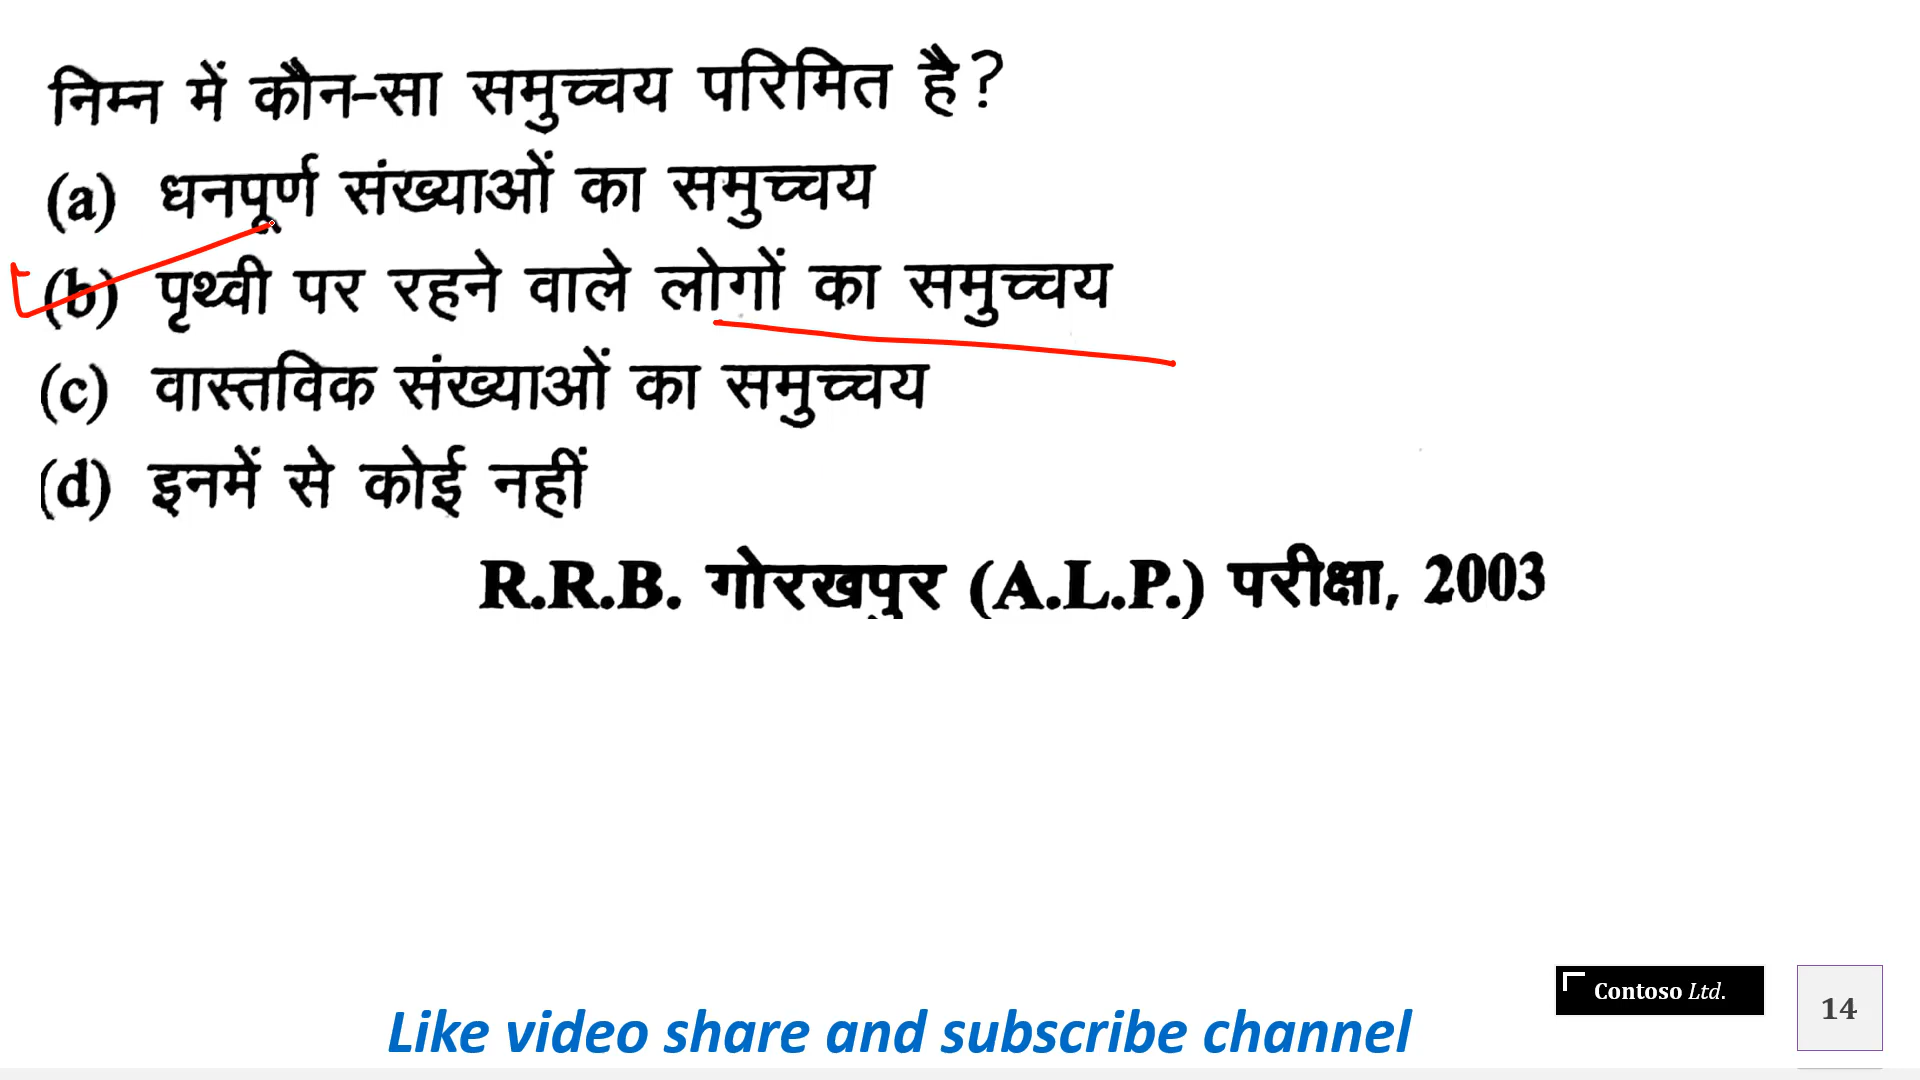 निम्न में कौन-सा समुच्चय परिमित है?
(a) धनपूर्ण संख्याओं का समुच्चय
(b) पृथ्वी पर रहने वाले लोगों का समुच्चय
(c) वास्तविक संख्याओं का समुच्चय
(d) इनमें से कोई नहीं
R.R.B. गोरखपुर (A.L.P.) परीक्षा, 2003
Contoso Ltd.
14
Like video share and subscribe channel